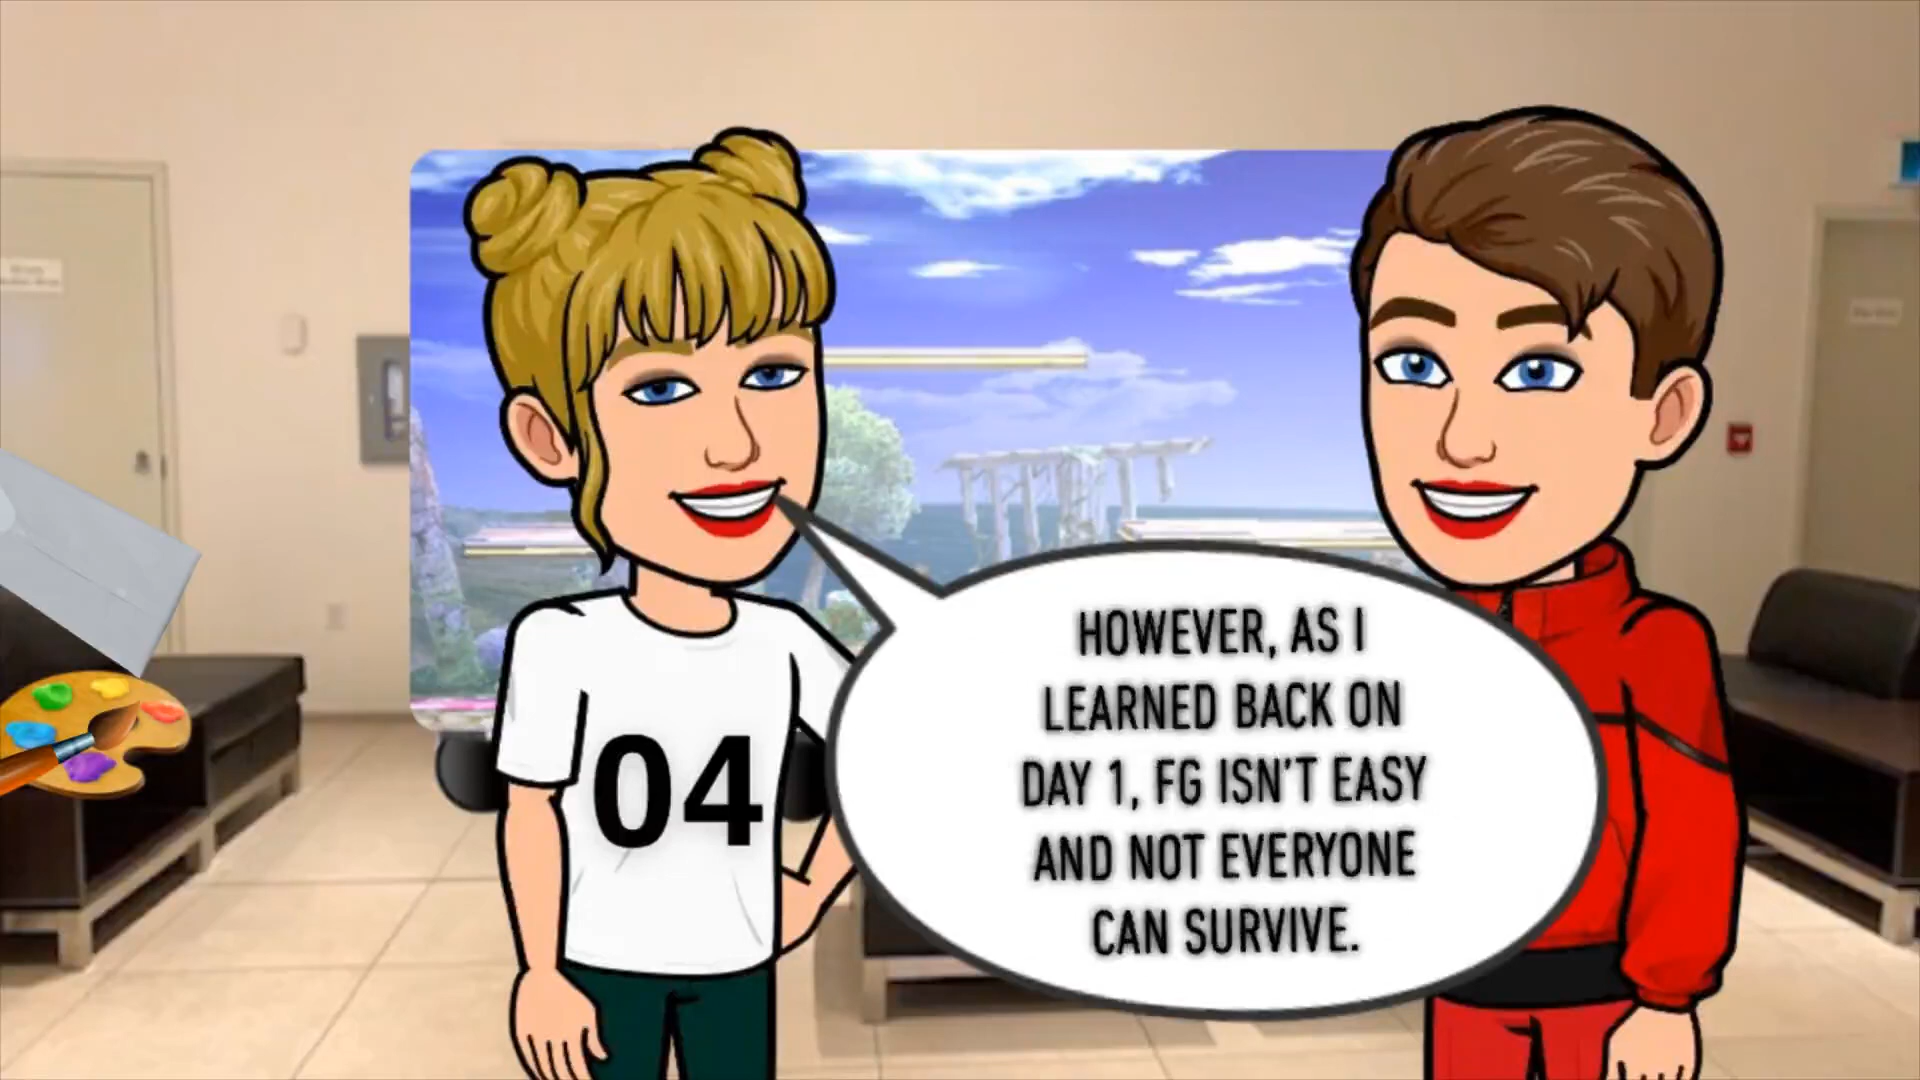 HOWEVER, AS I
LEARNED BACK ON
DAY 1, FG ISN'T EASY
AND NOT EVERYONE
CAN SURVIVE.
04